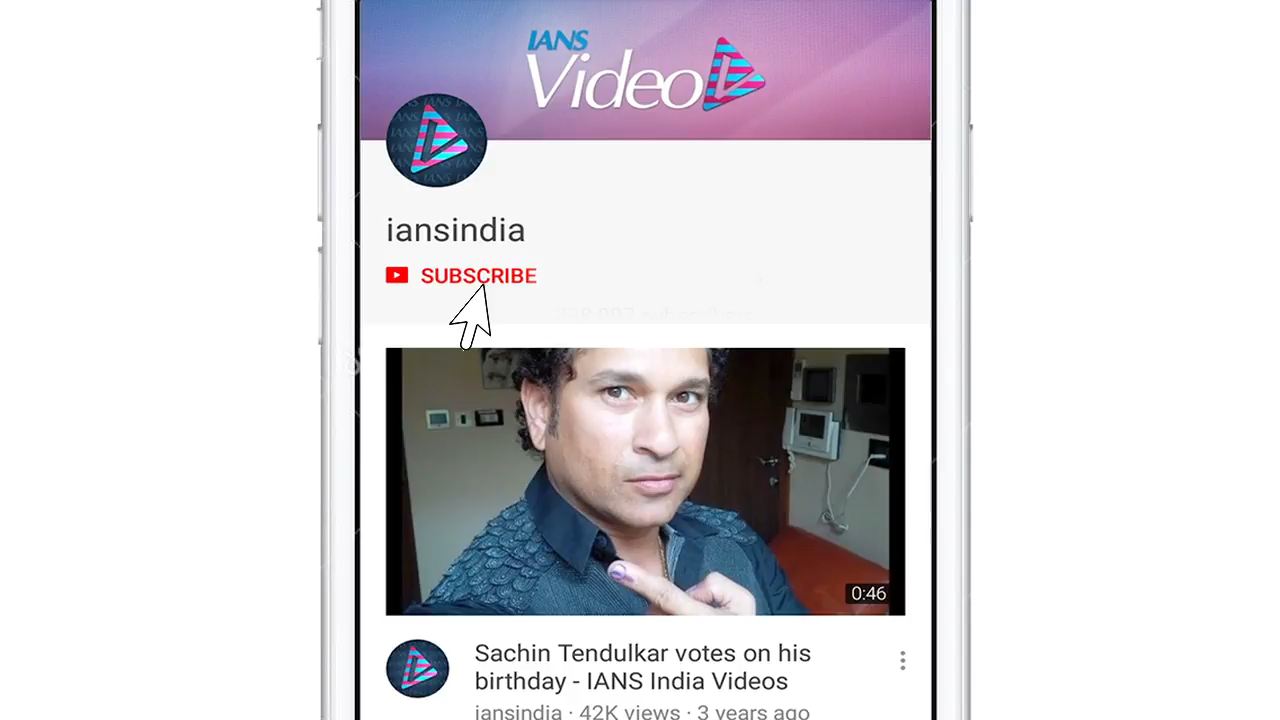 IANS
Video
iansindia
SUBSCRIBE
0:46
Sachin Tendulkar votes on his
birthday - IANS India Videos
iansindia · 42K views · 3 years ago